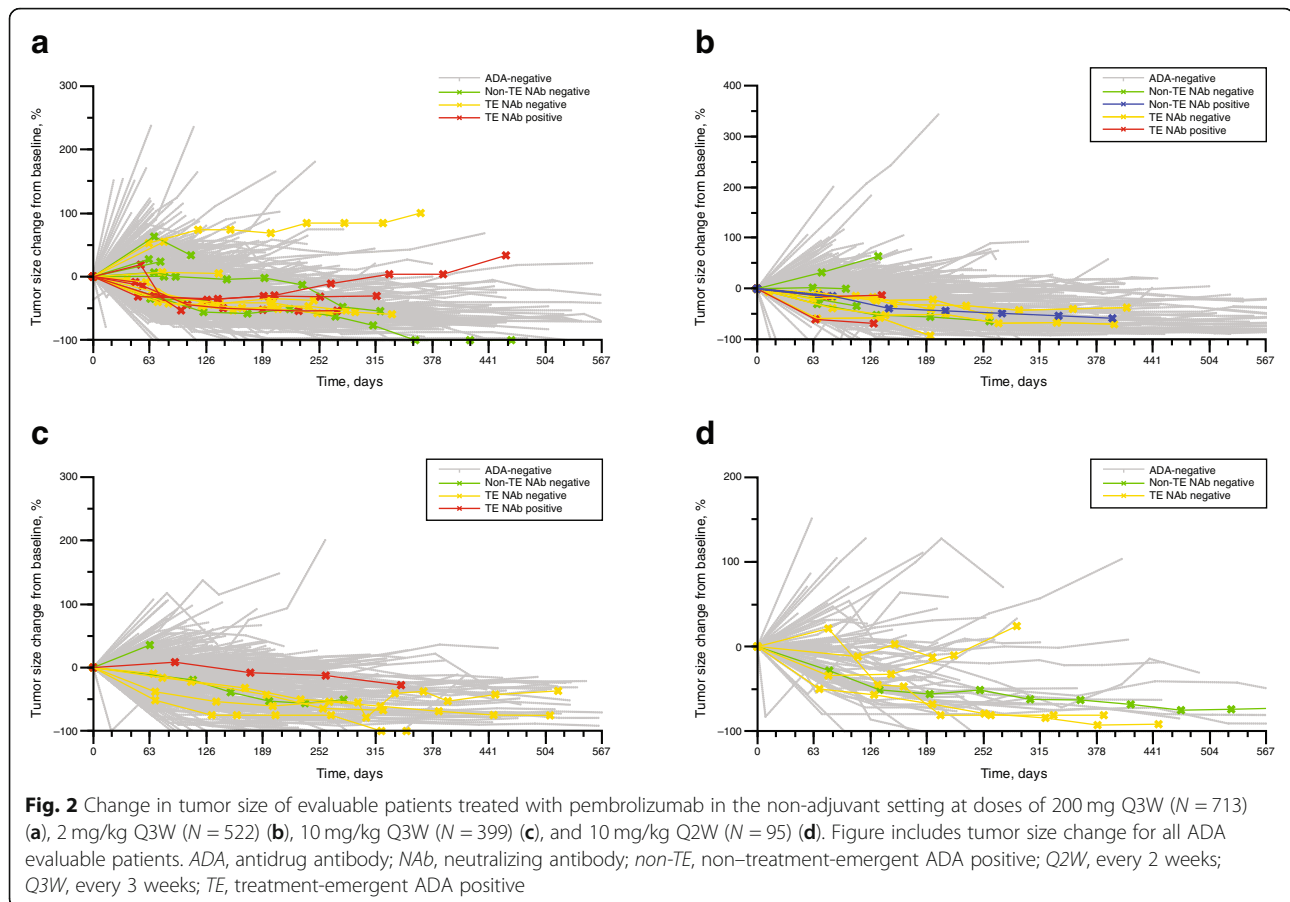 a
ADA-negative
Non-TE NAb negative
TE NAb negative
TE NAb positive
Tumor size change from baseline, %
300
200
100
0
−100
0 63 126 189 252 315 378 441 504 567
Time, days
b
ADA-negative
Non-TE NAb negative
Non-TE NAb positive
TE NAb negative
TE NAb positive
Tumor size change from baseline, %
400
300
200
100
0
−100
0 63 126 189 252 315 378 441 504 567
Time, days
c
ADA-negative
Non-TE NAb negative
TE NAb negative
TE NAb positive
Tumor size change from baseline, %
300
200
100
0
−100
0 63 126 189 252 315 378 441 504 567
Time, days
d
ADA-negative
Non-TE NAb negative
TE NAb negative
Tumor size change from baseline, %
200
100
0
−100
0 63 126 189 252 315 378 441 504 567
Time, days
Fig. 2 Change in tumor size of evaluable patients treated with pembrolizumab in the non-adjuvant setting at doses of 200 mg Q3W (N = 713)
(a), 2 mg/kg Q3W (N = 522) (b), 10 mg/kg Q3W (N = 399) (c), and 10 mg/kg Q2W (N = 95) (d). Figure includes tumor size change for all ADA
evaluable patients. ADA, antidrug antibody; NAb, neutralizing antibody; non-TE, non–treatment-emergent ADA positive; Q2W, every 2 weeks;
Q3W, every 3 weeks; TE, treatment-emergent ADA positive